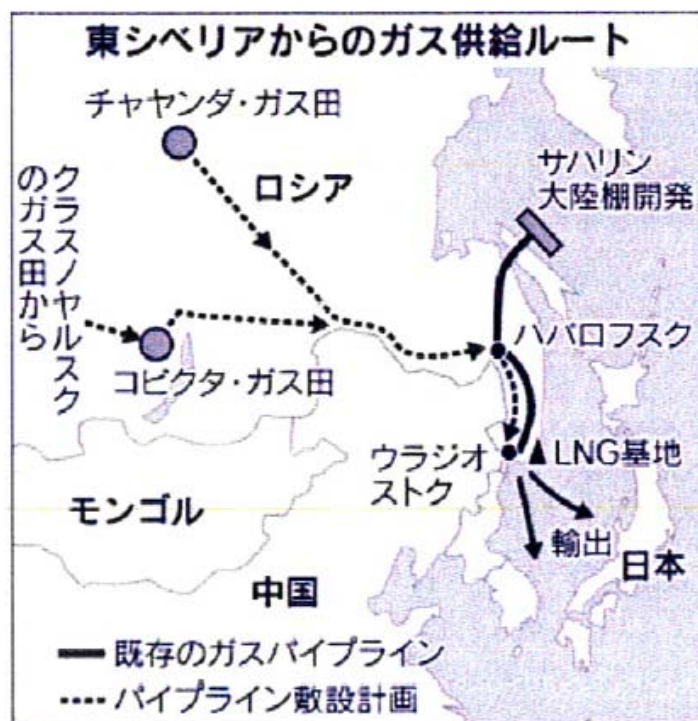 東シベリアからのガス供給ルート
チャヤンダ・ガス田
ロシア
サハリン
大陸棚開発
クラスノヤルスク
のガス田から
コビクタ・ガス田
ハバロフスク
ウラジオ
ストク
▲LNG基地
モンゴル
輸出
日本
中国
既存のガスパイプライン
パイプライン敷設計画